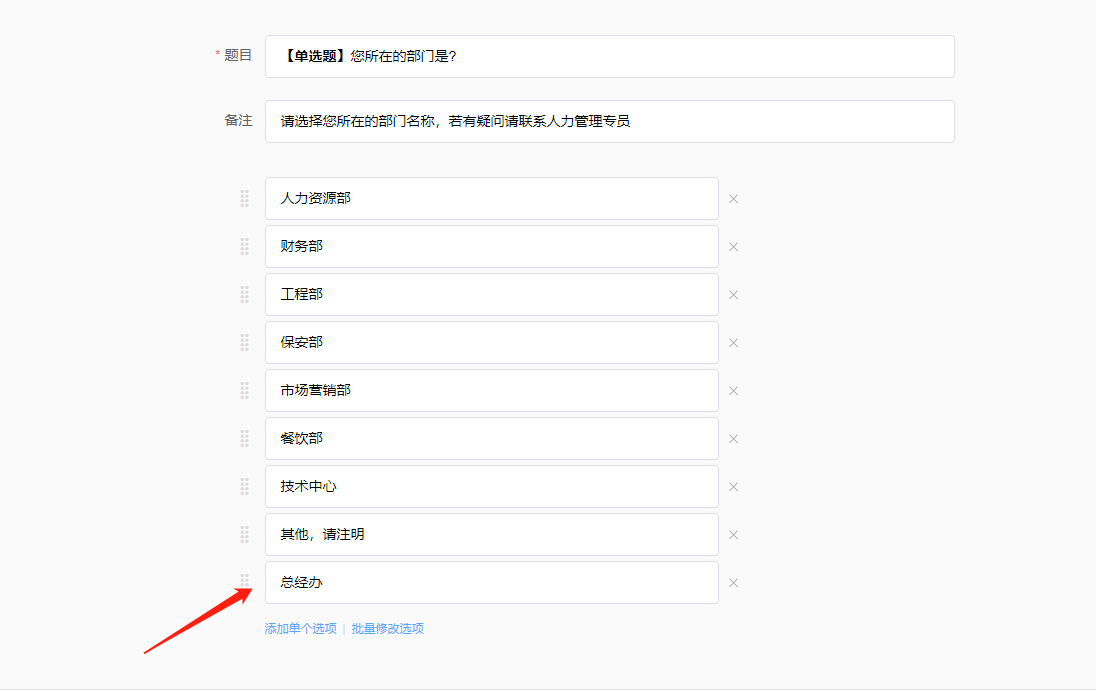 * 题目
【单选题】您所在的部门是?
备注
请选择您所在的部门名称，若有疑问请联系人力管理专员
人力资源部
财务部
工程部
保安部
市场营销部
餐饮部
技术中心
其他，请注明
总经办
添加单个选项 | 批量修改选项